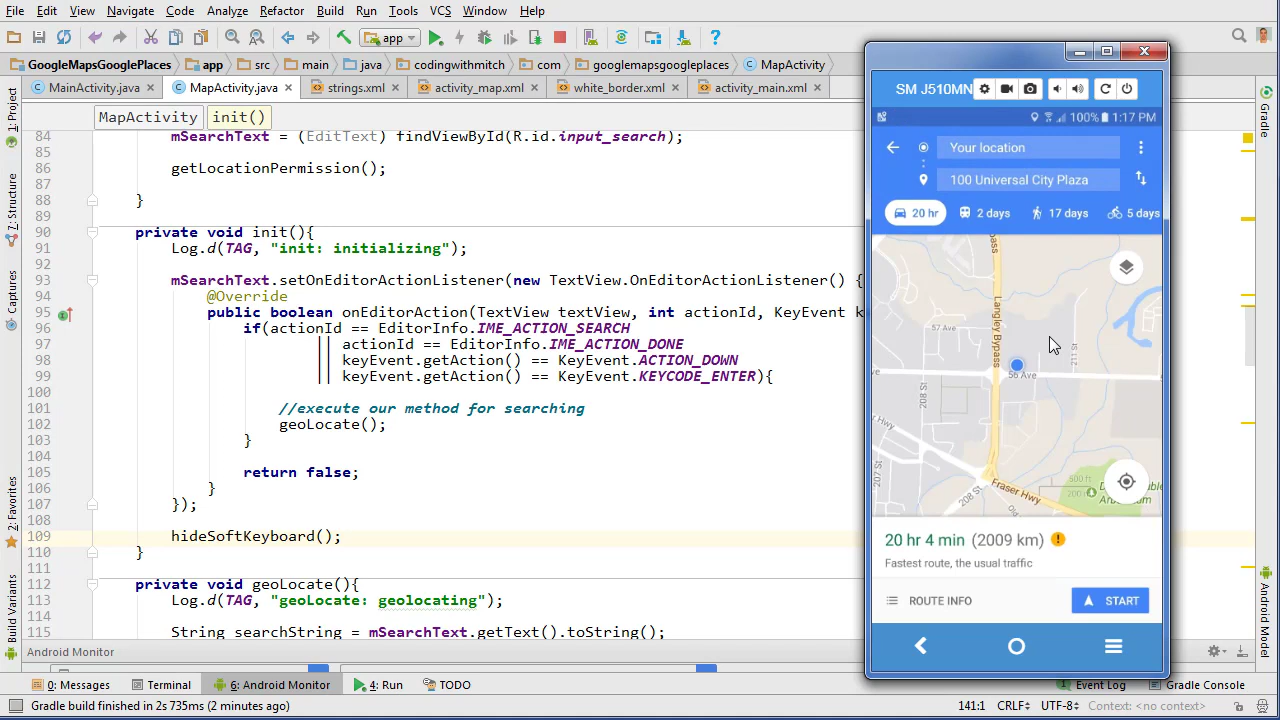 File Edit View Navigate Code Analyze Refactor Build Run Tools VCS Window Help
app
GoogleMapsGooglePlaces app src main java codingwithmitch com googlemapsgoogleplaces MapActivity
MainActivity.java MapActivity.java strings.xml activity_map.xml white_border.xml activity_main.xml
MapActivity init()
84 mSearchText = (EditText) findViewById(R.id.input_search);
85
86 getLocationPermission();
87
88 }
89
90 private void init(){
91 Log.d(TAG, "init: initializing");
92
93 mSearchText.setOnEditorActionListener(new TextView.OnEditorActionListener() {
94 @Override
95 public boolean onEditorAction(TextView textView, int actionId, KeyEvent k
96 if(actionId == EditorInfo.IME_ACTION_SEARCH
97 || actionId == EditorInfo.IME_ACTION_DONE
98 || keyEvent.getAction() == KeyEvent.ACTION_DOWN
99 || keyEvent.getAction() == KeyEvent.KEYCODE_ENTER){
100
101 //execute our method for searching
102 geoLocate();
103 }
104
105 return false;
106 }
107 });
108
109 hideSoftKeyboard();
110 }
111
112 private void geoLocate(){
113 Log.d(TAG, "geoLocate: geolocating");
114
115 String searchString = mSearchText.getText().toString();
Android Monitor
0: Messages Terminal 6: Android Monitor 4: Run TODO Event Log Gradle Console
Gradle build finished in 2s 735ms (2 minutes ago) 141:1 CRLF÷ UTF-8÷ Context: <no context>
1: Project
7: Structure
Captures
2: Favorites
Build Variants
Gradle
Android Model
SM J510MN
100% 1:17 PM
Your location
100 Universal City Plaza
20 hr 2 days 17 days 5 days
Langley Bypass
57 Ave
56 Ave
211 St
208 St
207 St
208 St
Fraser Hwy
20 hr 4 min (2009 km)
Fastest route, the usual traffic
ROUTE INFO START